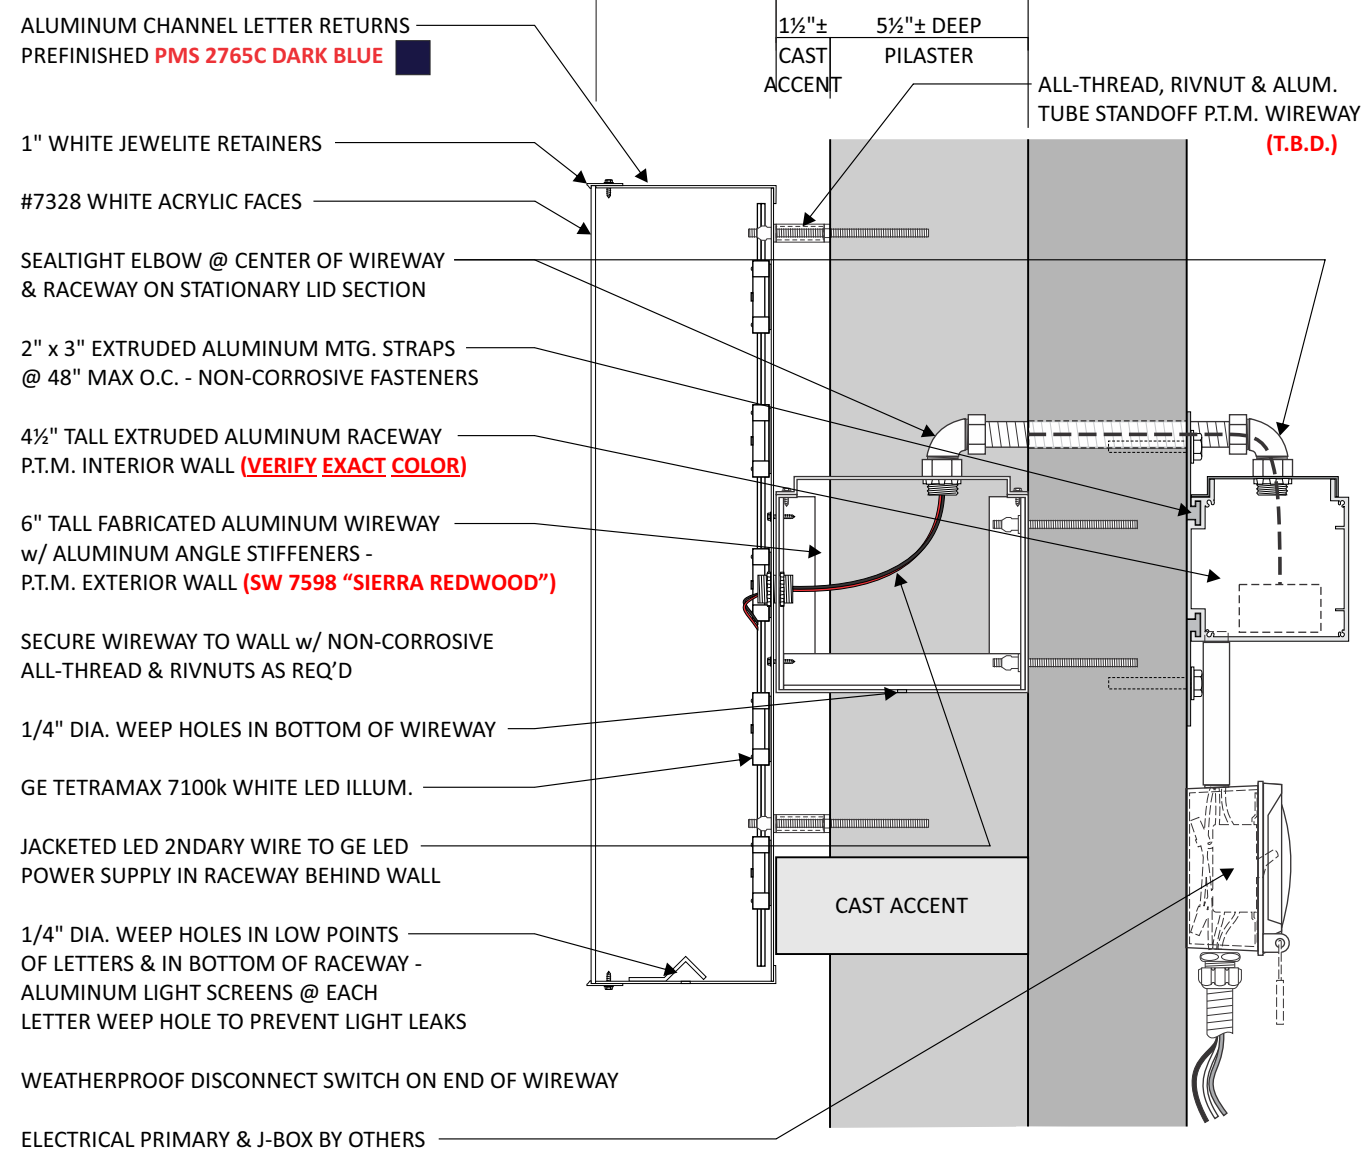 ALUMINUM CHANNEL LETTER RETURNS
PREFINISHED PMS 2765C DARK BLUE
1½"± 5½"± DEEP
CAST PILASTER
ACCENT
ALL-THREAD, RIVNUT & ALUM.
TUBE STANDOFF P.T.M. WIREWAY
(T.B.D.)
1" WHITE JEWELITE RETAINERS
#7328 WHITE ACRYLIC FACES
SEALTIGHT ELBOW @ CENTER OF WIREWAY
& RACEWAY ON STATIONARY LID SECTION
2" x 3" EXTRUDED ALUMINUM MTG. STRAPS
@ 48" MAX O.C. - NON-CORROSIVE FASTENERS
4½" TALL EXTRUDED ALUMINUM RACEWAY
P.T.M. INTERIOR WALL (VERIFY EXACT COLOR)
6" TALL FABRICATED ALUMINUM WIREWAY
w/ ALUMINUM ANGLE STIFFENERS -
P.T.M. EXTERIOR WALL (SW 7598 “SIERRA REDWOOD”)
SECURE WIREWAY TO WALL w/ NON-CORROSIVE
ALL-THREAD & RIVNUTS AS REQ’D
1/4" DIA. WEEP HOLES IN BOTTOM OF WIREWAY
GE TETRAMAX 7100k WHITE LED ILLUM.
JACKETED LED 2NDARY WIRE TO GE LED
POWER SUPPLY IN RACEWAY BEHIND WALL
CAST ACCENT
1/4" DIA. WEEP HOLES IN LOW POINTS
OF LETTERS & IN BOTTOM OF RACEWAY -
ALUMINUM LIGHT SCREENS @ EACH
LETTER WEEP HOLE TO PREVENT LIGHT LEAKS
WEATHERPROOF DISCONNECT SWITCH ON END OF WIREWAY
ELECTRICAL PRIMARY & J-BOX BY OTHERS